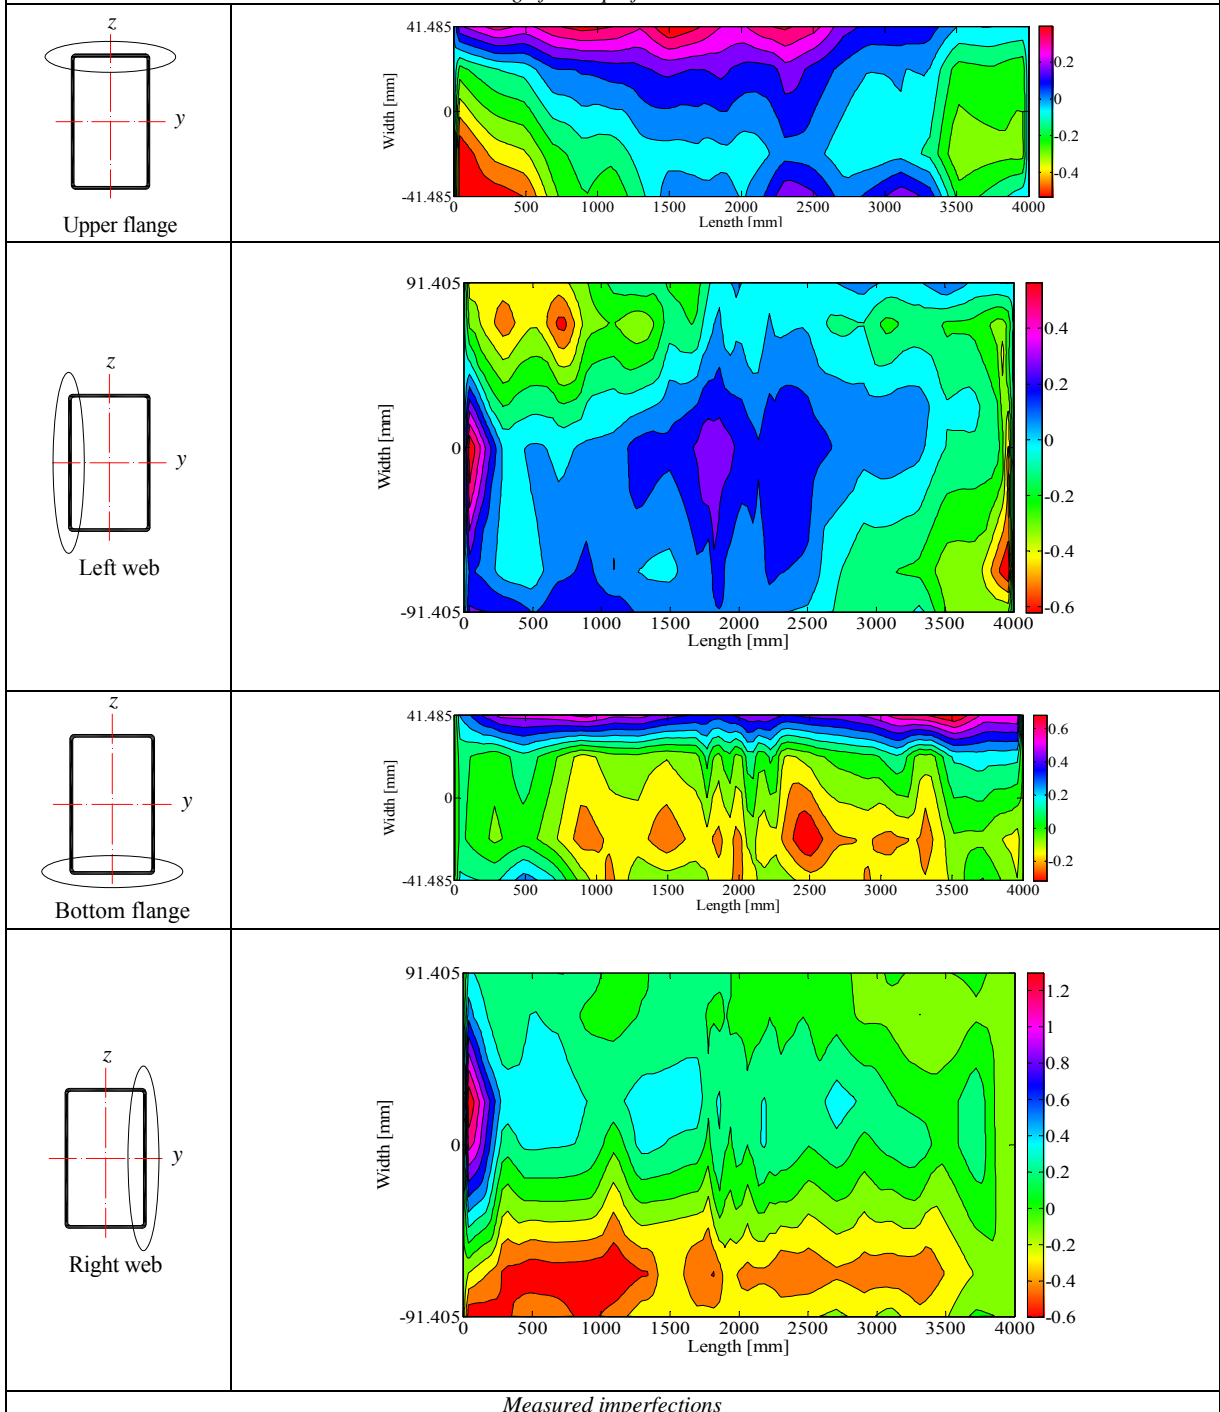 z
y
Upper flange
Width [mm]
41.485
0
-41.485
0 500 1000 1500 2000 2500 3000 3500 4000
Length [mm]
0.2
0
-0.2
-0.4
z
y
Left web
Width [mm]
91.405
0
-91.405
0 500 1000 1500 2000 2500 3000 3500 4000
Length [mm]
0.4
0.2
0
-0.2
-0.4
-0.6
z
y
Bottom flange
Width [mm]
41.485
0
-41.485
0 500 1000 1500 2000 2500 3000 3500 4000
Length [mm]
0.6
0.4
0.2
0
-0.2
z
y
Right web
Width [mm]
91.405
0
-91.405
0 500 1000 1500 2000 2500 3000 3500 4000
Length [mm]
1.2
1
0.8
0.6
0.4
0.2
0
-0.2
-0.4
-0.6
Measured imperfections